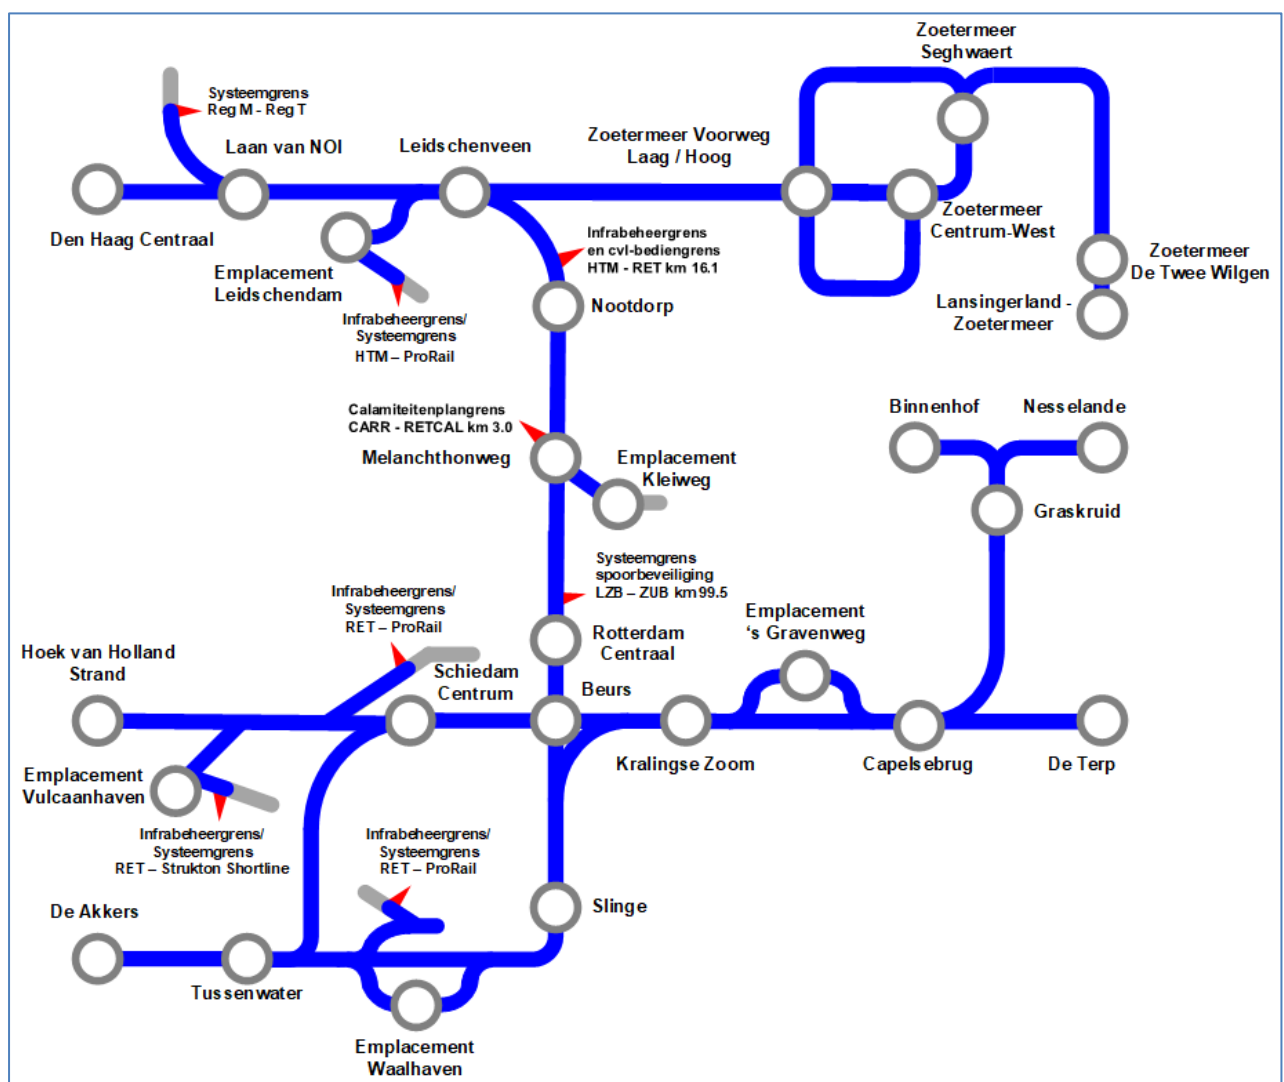 Zoetermeer
Seghwaert
Systeemgrens
Reg M - Reg T
Laan van NOI
Leidschenveen
Zoetermeer Voorweg
Laag / Hoog
Den Haag Centraal
Zoetermeer
Centrum-West
Emplacement
Leidschendam
Infrabeheergrens
en cvl-bediengrens
HTM - RET km 16.1
Zoetermeer
De Twee Wilgen
Lansingerland -
Zoetermeer
Nootdorp
Infrabeheergrens/
Systeemgrens
HTM – ProRail
Calamiteitenplangrens
CARR - RETCAL km 3.0
Melanchthonweg
Emplacement
Kleiweg
Binnenhof
Nesselande
Graskruid
Systeemgrens
spoorbeveiliging
LZB – ZUB km 99.5
Infrabeheergrens/
Systeemgrens
RET – ProRail
Emplacement
‘s Gravenweg
Rotterdam
Centraal
Hoek van Holland
Strand
Schiedam
Centrum
Beurs
Kralingse Zoom
Capelsebrug
De Terp
Emplacement
Vulcaanhaven
Infrabeheergrens/
Systeemgrens
RET – Strukton Shortline
Infrabeheergrens/
Systeemgrens
RET – ProRail
De Akkers
Slinge
Tussenwater
Emplacement
Waalhaven